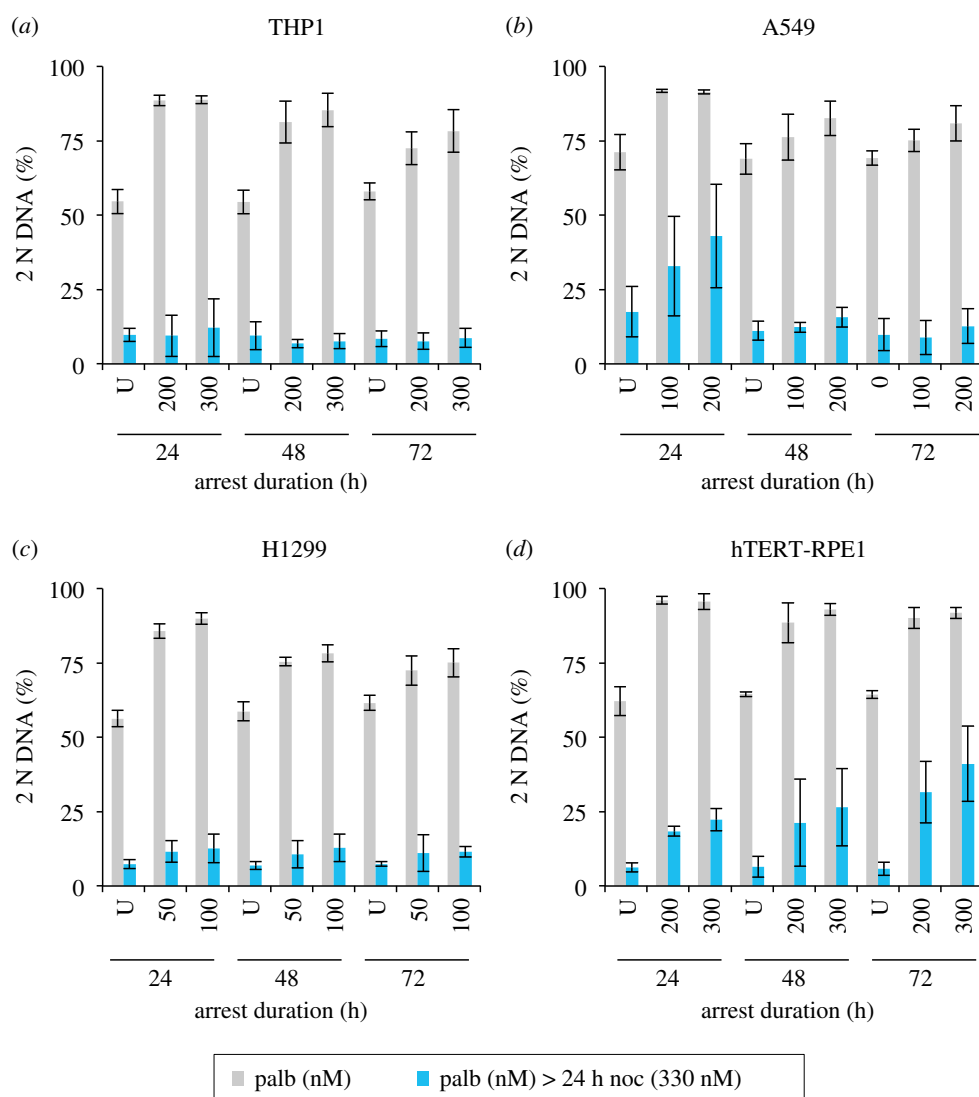 (a) THP1
100
75
50
25
0
2 N DNA (%)
U 200 300 U 200 300 U 200 300
24 48 72
arrest duration (h)
(b) A549
100
75
50
25
0
2 N DNA (%)
U 100 200 U 100 200 0 100 200
24 48 72
arrest duration (h)
(c) H1299
100
75
50
25
0
2 N DNA (%)
U 50 100 U 50 100 U 50 100
24 48 72
arrest duration (h)
(d) hTERT-RPE1
100
75
50
25
0
2 N DNA (%)
U 200 300 U 200 300 U 200 300
24 48 72
arrest duration (h)
palb (nM) palb (nM) > 24 h noc (330 nM)